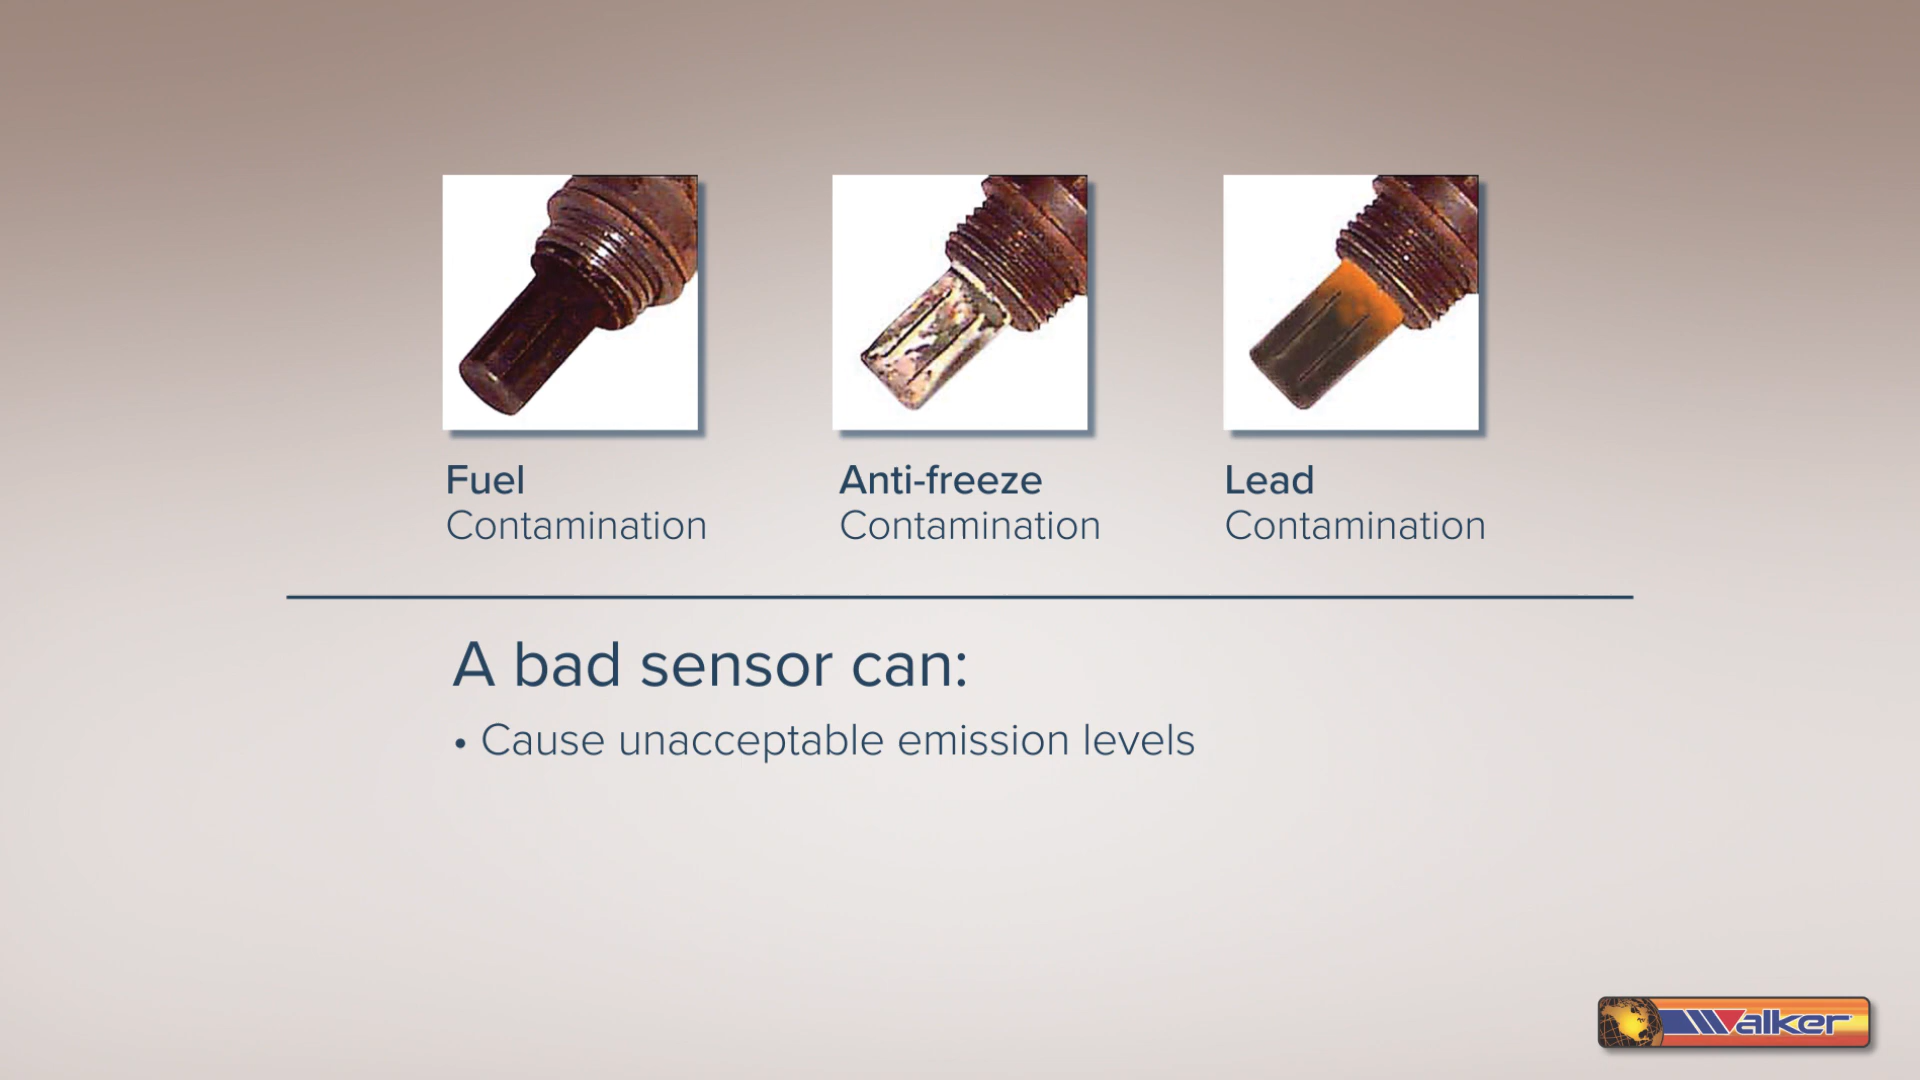 Fuel
Contamination
Anti-freeze
Contamination
Lead
Contamination
A bad sensor can:
• Cause unacceptable emission levels
Walker